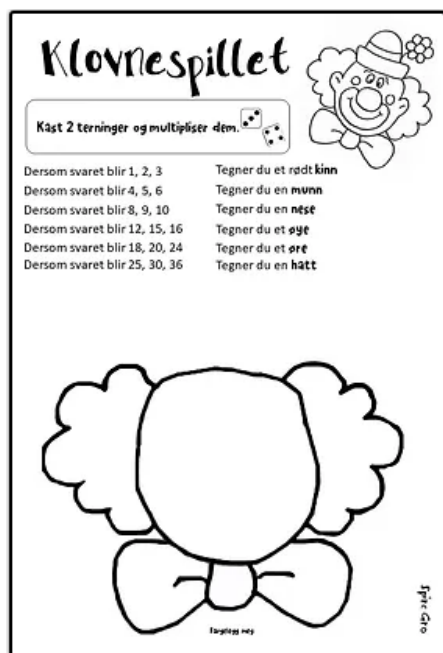 Klovnespillet
Kast 2 terninger og multipliser dem.
Dersom svaret blir 1, 2, 3 Tegner du et rødt kinn
Dersom svaret blir 4, 5, 6 Tegner du en munn
Dersom svaret blir 8, 9, 10 Tegner du en nese
Dersom svaret blir 12, 15, 16 Tegner du et øye
Dersom svaret blir 18, 20, 24 Tegner du et øre
Dersom svaret blir 25, 30, 36 Tegner du en hatt
Fargelegg meg
Spire Gro